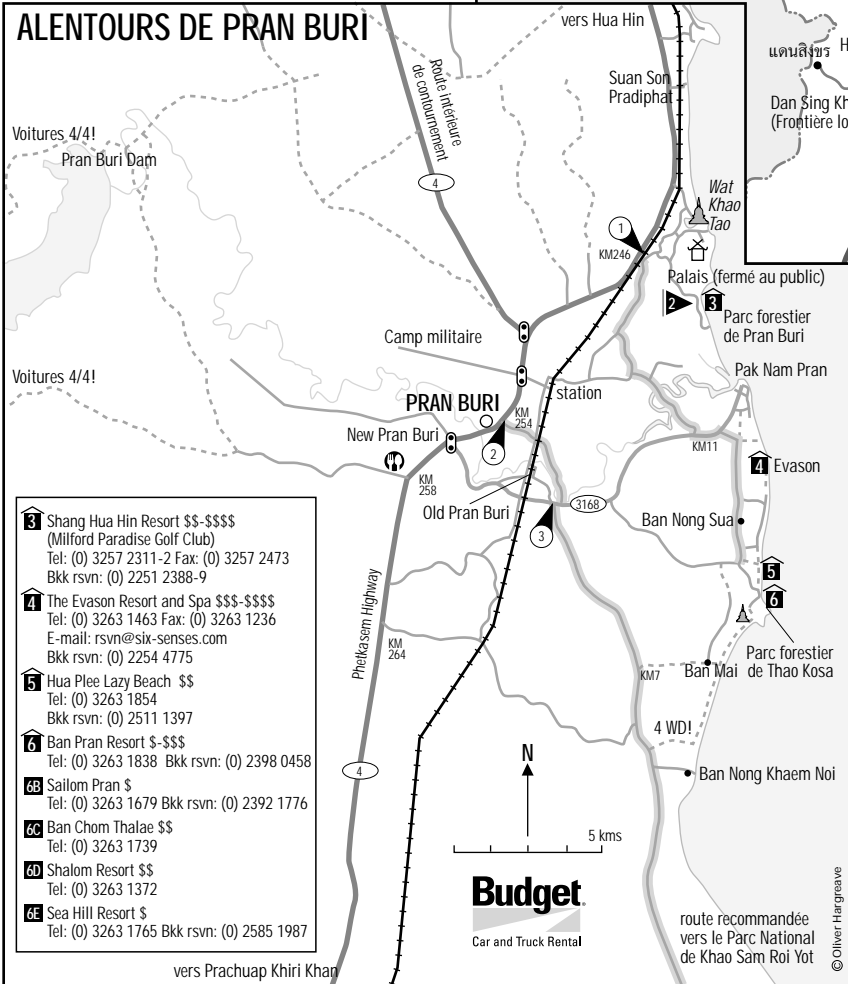 ALENTOURS DE PRAN BURI
vers Hua Hin
แดนสิงขร
H
Dan Sing Kh
(Frontière lo
Route intérieure
de contournement
4
Suan Son
Pradiphat
Voitures 4/4!
Pran Buri Dam
Wat
Khao
Tao
1
KM246
Palais (fermé au public)
2
3
Parc forestier
de Pran Buri
Camp militaire
Voitures 4/4!
Pak Nam Pran
station
PRAN BURI
KM
254
New Pran Buri
2
KM11
4 Evason
KM
258
Old Pran Buri
3168
Ban Nong Sua
3
5
6
Parc forestier
de Thao Kosa
Phetkasem Highway
KM
264
KM7
Ban Mai
4 WD!
4
Ban Nong Khaem Noi
N
5 kms
Budget
Car and Truck Rental
route recommandée
vers le Parc National
de Khao Sam Roi Yot
© Oliver Hargreave
vers Prachuap Khiri Khan
3 Shang Hua Hin Resort $$-$$$$
(Milford Paradise Golf Club)
Tel: (0) 3257 2311-2 Fax: (0) 3257 2473
Bkk rsvn: (0) 2251 2388-9
4 The Evason Resort and Spa $$$-$$$$
Tel: (0) 3263 1463 Fax: (0) 3263 1236
E-mail: rsvn@six-senses.com
Bkk rsvn: (0) 2254 4775
5 Hua Plee Lazy Beach $$
Tel: (0) 3263 1854
Bkk rsvn: (0) 2511 1397
6 Ban Pran Resort $-$$$
Tel: (0) 3263 1838 Bkk rsvn: (0) 2398 0458
6B Sailom Pran $
Tel: (0) 3263 1679 Bkk rsvn: (0) 2392 1776
6C Ban Chom Thalae $$
Tel: (0) 3263 1739
6D Shalom Resort $$
Tel: (0) 3263 1372
6E Sea Hill Resort $
Tel: (0) 3263 1765 Bkk rsvn: (0) 2585 1987